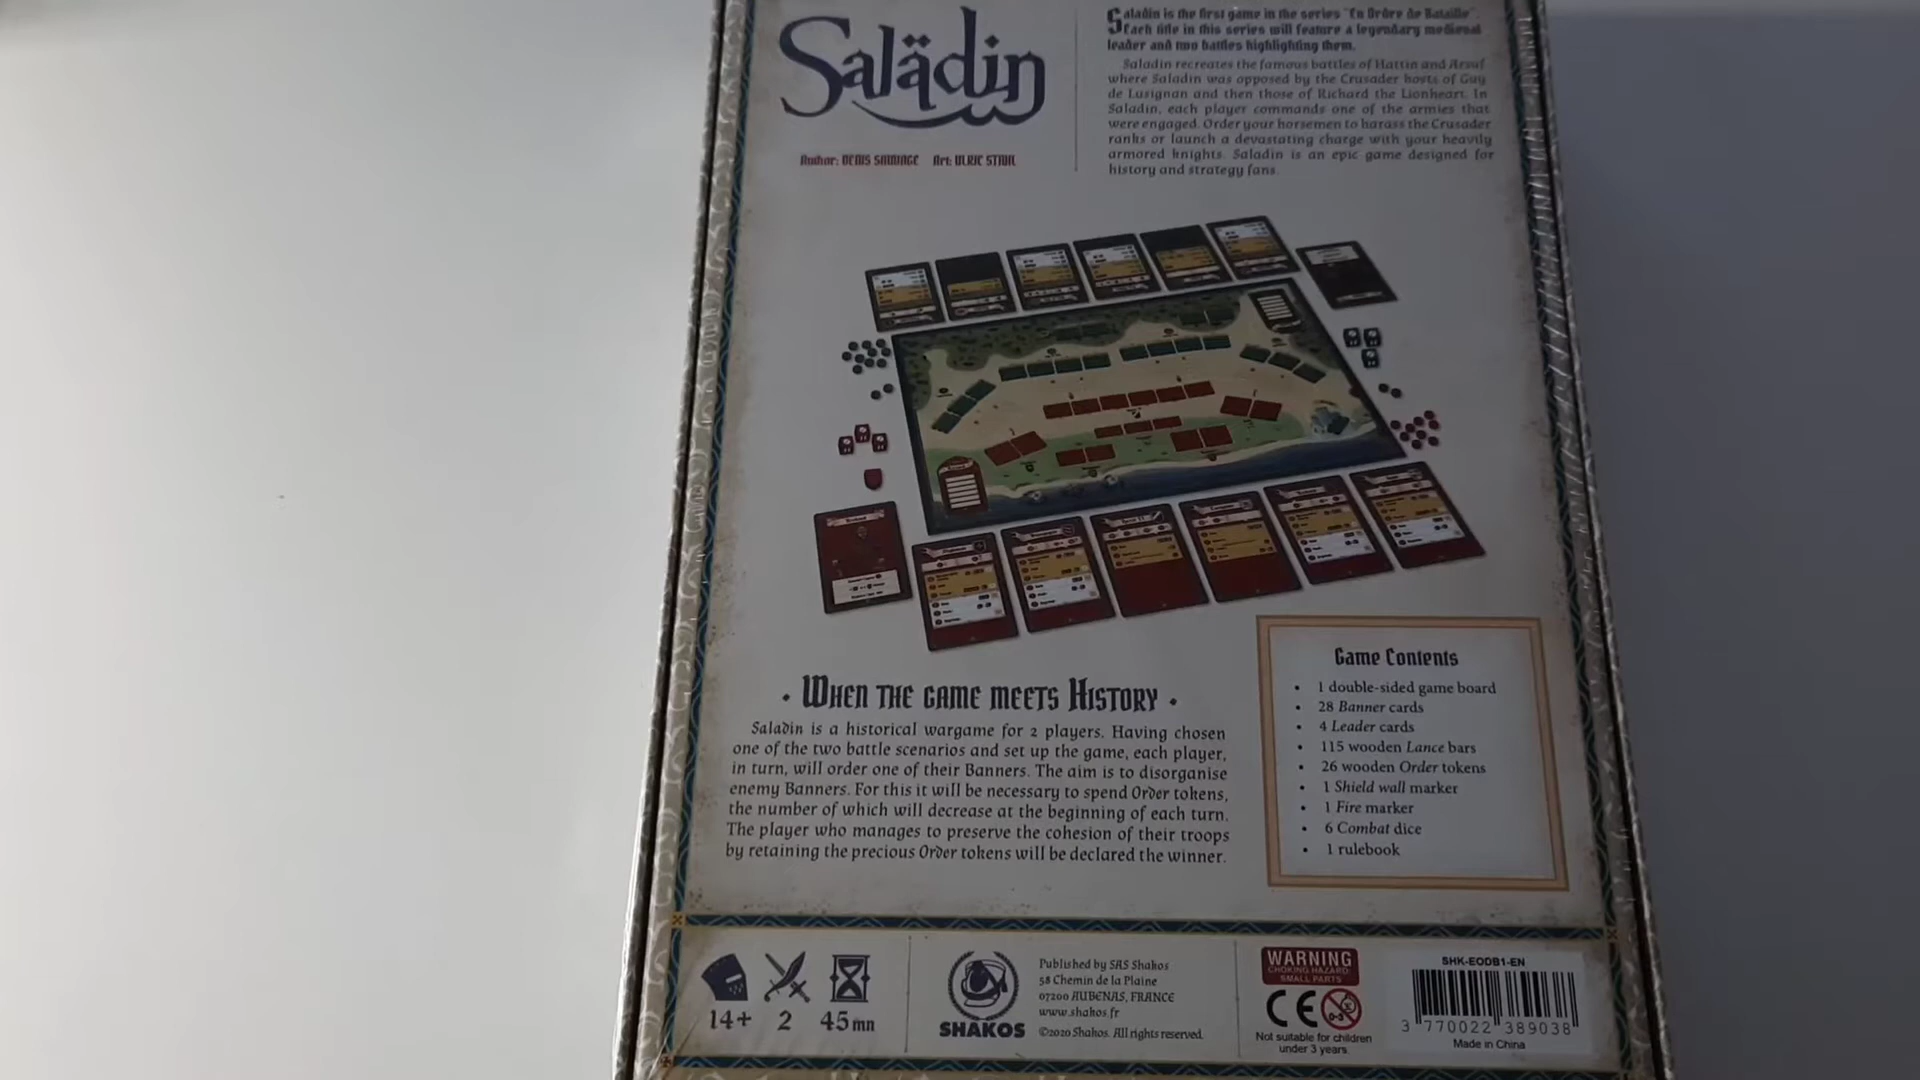 Saladin
Author: DENIS SAUVAGE Art: ULRIC STAHL
Saladin is the first game in the series "En Ordre de Bataille".
Each title in this series will feature a legendary medieval
leader and two battles highlighting them.
Saladin recreates the famous battles of Hattin and Arsuf
where Saladin was opposed by the Crusader hosts of Guy
de Lusignan and then those of Richard the Lionheart. In
Saladin, each player commands one of the armies that
were engaged. Order your horsemen to harass the Crusader
ranks or launch a devastating charge with your heavily
armored knights. Saladin is an epic game designed for
history and strategy fans.
• WHEN THE GAME MEETS HISTORY •
Saladin is a historical wargame for 2 players. Having chosen
one of the two battle scenarios and set up the game, each player,
in turn, will order one of their Banners. The aim is to disorganise
enemy Banners. For this it will be necessary to spend Order tokens,
the number of which will decrease at the beginning of each turn.
The player who manages to preserve the cohesion of their troops
by retaining the precious Order tokens will be declared the winner.
Game Contents
• 1 double-sided game board
• 28 Banner cards
• 4 Leader cards
• 115 wooden Lance bars
• 26 wooden Order tokens
• 1 Shield wall marker
• 1 Fire marker
• 6 Combat dice
• 1 rulebook
14+ 2 45mn
SHAKOS
Published by SAS Shakos
58 Chemin de la Plaine
07200 AUBENAS, FRANCE
www.shakos.fr
©2020 Shakos. All rights reserved.
WARNING
CHOKING HAZARD:
SMALL PARTS
CE 0-3
Not suitable for children
under 3 years.
SHK-EODB1-EN
3 770022 389038
Made in China